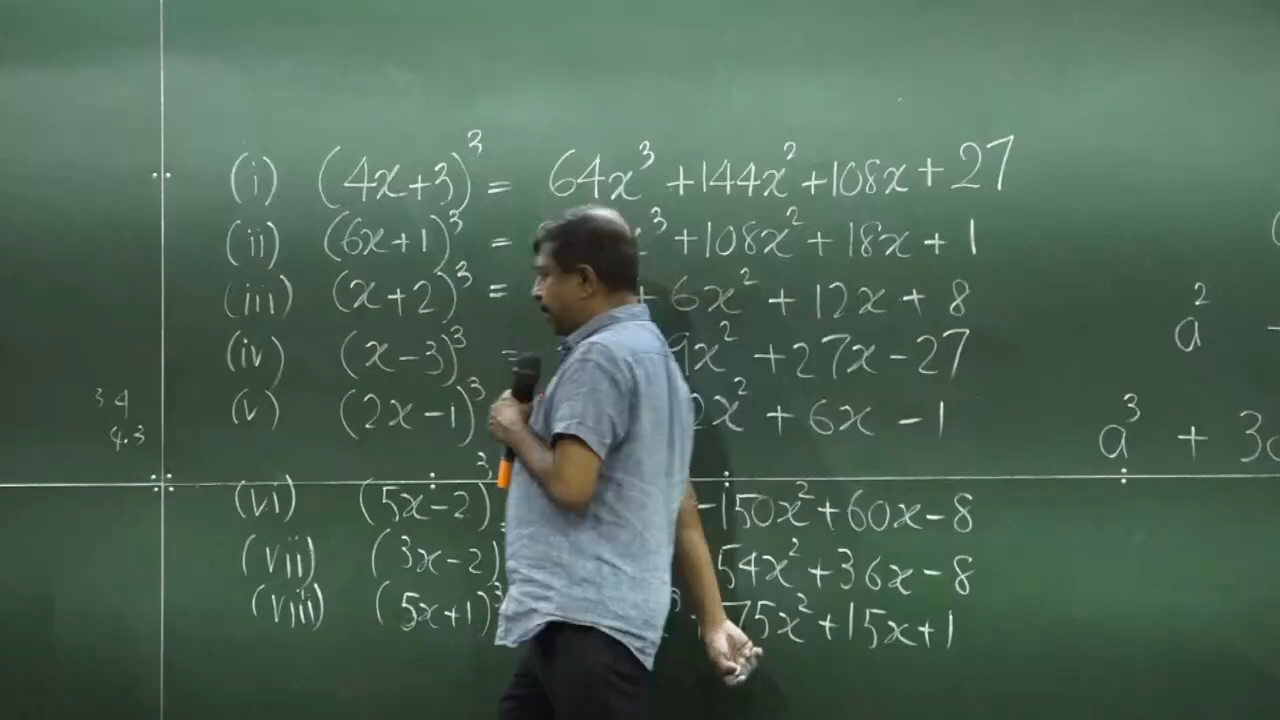 (i) (4x+3)³ = 64x³ +144x² +108x + 27
(ii) (6x+1)³ = x³ +108x² + 18x + 1
(iii) (x+2)³ = + 6x² + 12x + 8
(iv) (x-3)³ = 9x² +27x-27
(v) (2x-1)³ 2x² + 6x -1
(vi) (5x-2)³ -150x²+60x-8
(vii) (3x-2) 54x²+36x-8
(viii) (5x+1)³ 75x²+15x+1
3 4
4.3
a²
a³ + 3